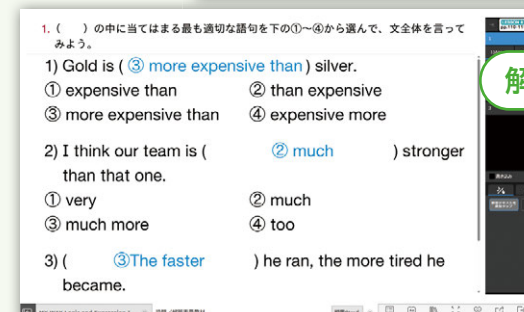 1. (　　) の中に当てはまる最も適切な語句を下の①〜④から選んで、文全体を言って
みよう。
1) Gold is ( ③ more expensive than ) silver.
① expensive than　② than expensive
③ more expensive than　④ expensive more
2) I think our team is ( ② much ) stronger
than that one.
① very　② much
③ much more　④ too
3) ( ③The faster ) he ran, the more tired he
became.
解